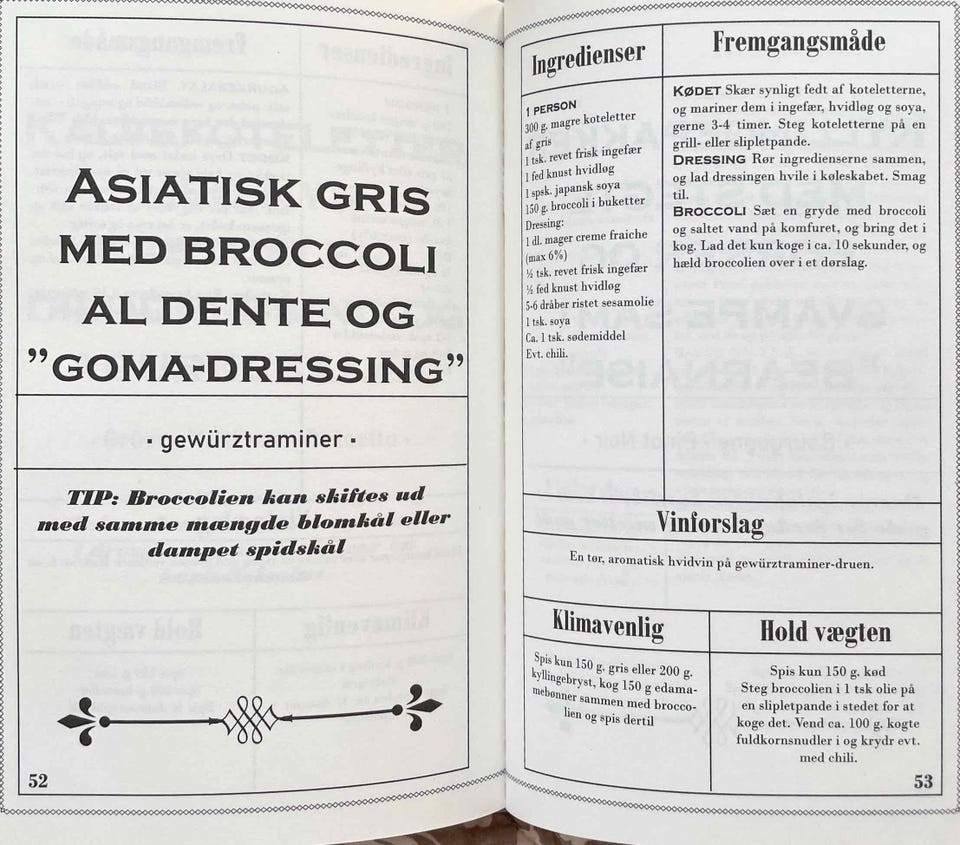 ASIATISK GRIS
MED BROCCOLI
AL DENTE OG
”GOMA-DRESSING”
· gewürztraminer ·
TIP: Broccolien kan skiftes ud
med samme mængde blomkål eller
dampet spidskål
52
Ingredienser
1 PERSON
300 g. magre koteletter
af gris
1 tsk. revet frisk ingefær
1 fed knust hvidløg
1 spsk. japansk soya
150 g. broccoli i buketter
Dressing:
1 dl. mager creme fraiche
(max 6%)
½ tsk. revet frisk ingefær
½ fed knust hvidløg
5-6 dråber ristet sesamolie
1 tsk. soya
Ca. 1 tsk. sødemiddel
Evt. chili.
Fremgangsmåde
KØDET Skær synligt fedt af koteletterne,
og mariner dem i ingefær, hvidløg og soya,
gerne 3-4 timer. Steg koteletterne på en
grill- eller slipletpande.
DRESSING Rør ingredienserne sammen,
og lad dressingen hvile i køleskabet. Smag
til.
BROCCOLI Sæt en gryde med broccoli
og saltet vand på komfuret, og bring det i
kog. Lad det kun koge i ca. 10 sekunder, og
hæld broccolien over i et dørslag.
Vinforslag
En tør, aromatisk hvidvin på gewürztraminer-druen.
Klimavenlig
Spis kun 150 g. gris eller 200 g.
kyllingebryst, kog 150 g edama-
mebønner sammen med brocco-
lien og spis dertil
Hold vægten
Spis kun 150 g. kød
Steg broccolien i 1 tsk olie på
en slipletpande i stedet for at
koge det. Vend ca. 100 g. kogte
fuldkornsnudler i og krydr evt.
med chili.
53